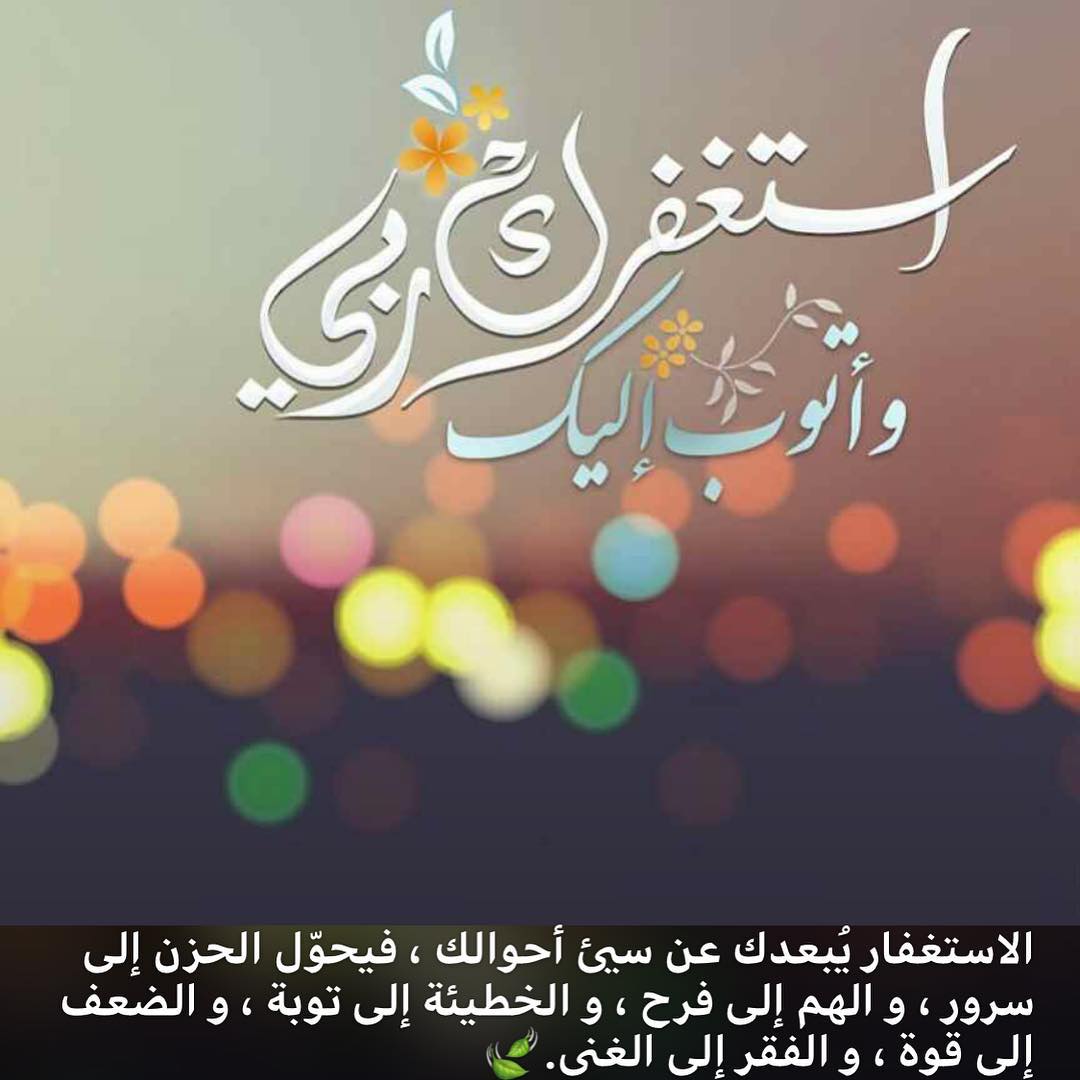 استغفرك ربي
وأتوب إليك
الاستغفار يُبعدك عن سيئ أحوالك ، فيحوّل الحزن إلى
سرور ، و الهم إلى فرح ، و الخطيئة إلى توبة ، و الضعف
إلى قوة ، و الفقر إلى الغنى.